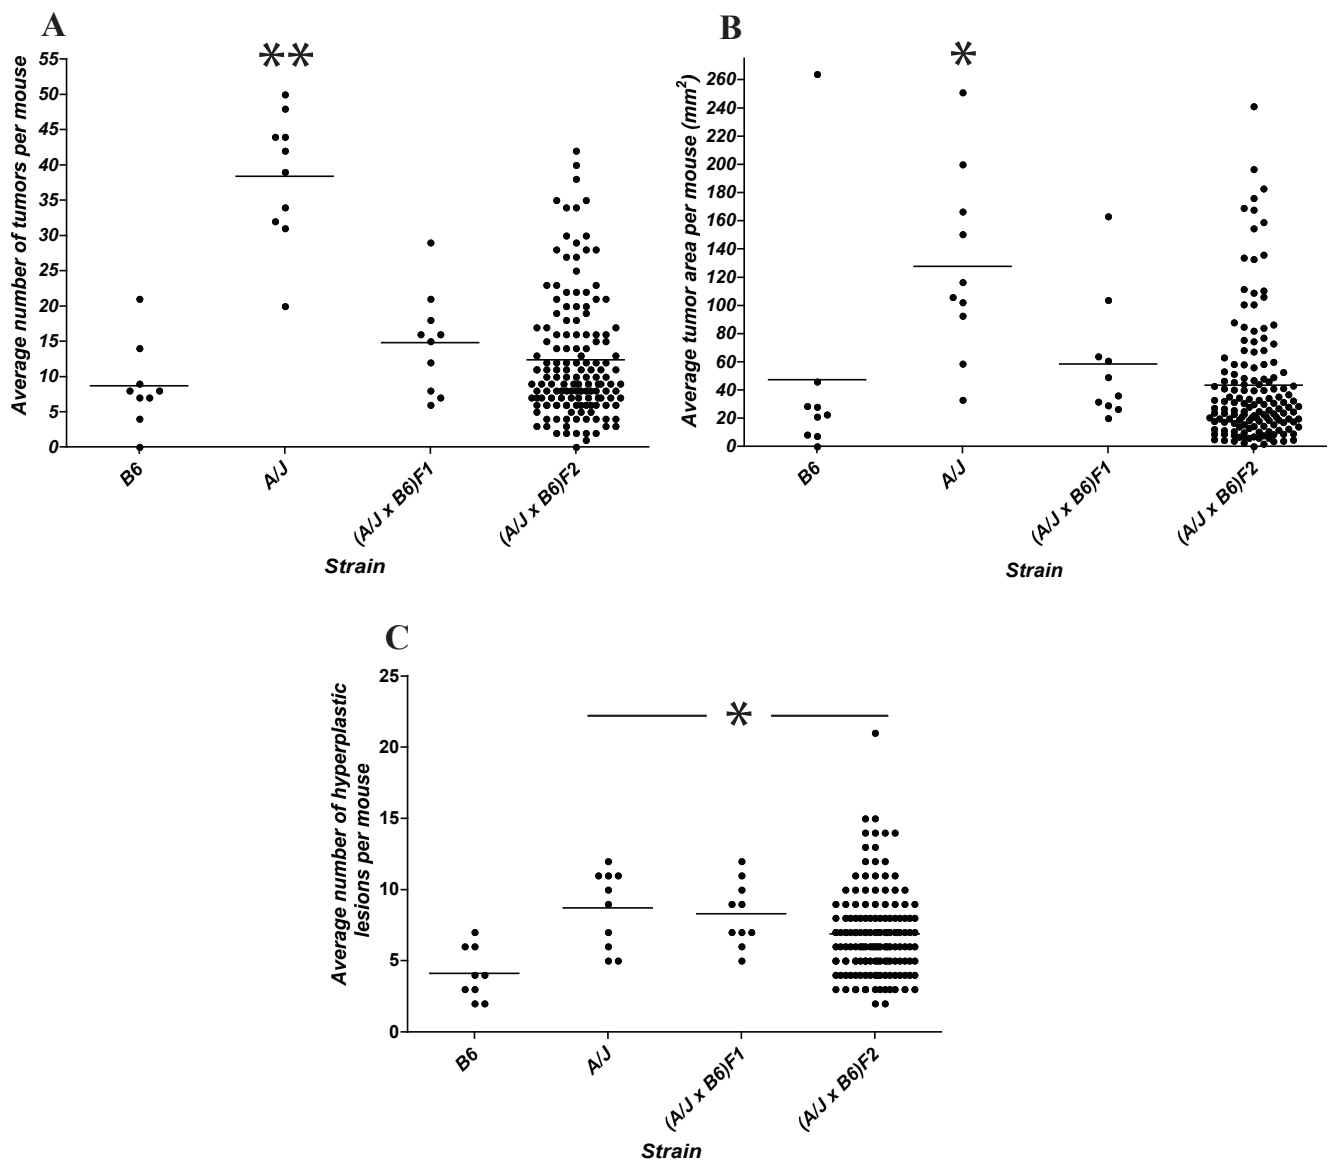 A
**
Average number of tumors per mouse
55
50
45
40
35
30
25
20
15
10
5
0
B6
A/J
(A/J x B6)F1
(A/J x B6)F2
Strain
B
*
Average tumor area per mouse (mm²)
260
240
220
200
180
160
140
120
100
80
60
40
20
0
B6
A/J
(A/J x B6)F1
(A/J x B6)F2
Strain
C
*
Average number of hyperplastic
lesions per mouse
25
20
15
10
5
0
B6
A/J
(A/J x B6)F1
(A/J x B6)F2
Strain